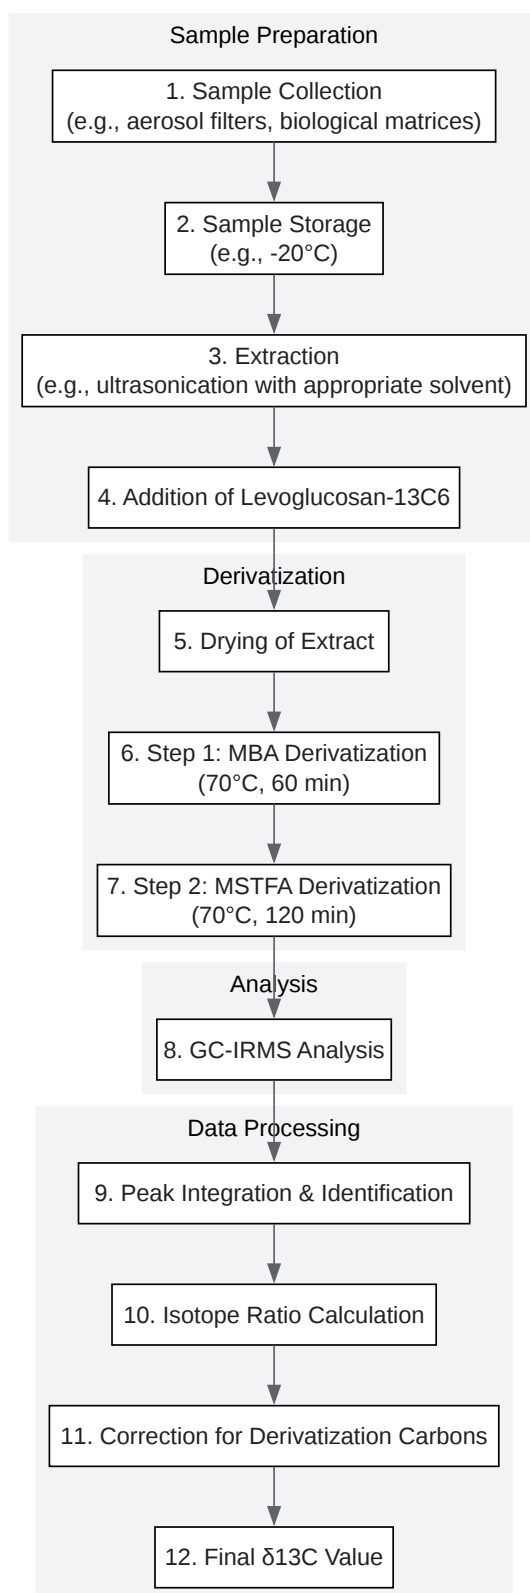 Sample Preparation
1. Sample Collection
(e.g., aerosol filters, biological matrices)
2. Sample Storage
(e.g., -20°C)
3. Extraction
(e.g., ultrasonication with appropriate solvent)
4. Addition of Levoglucosan-13C6
Derivatization
5. Drying of Extract
6. Step 1: MBA Derivatization
(70°C, 60 min)
7. Step 2: MSTFA Derivatization
(70°C, 120 min)
Analysis
8. GC-IRMS Analysis
Data Processing
9. Peak Integration & Identification
10. Isotope Ratio Calculation
11. Correction for Derivatization Carbons
12. Final δ13C Value